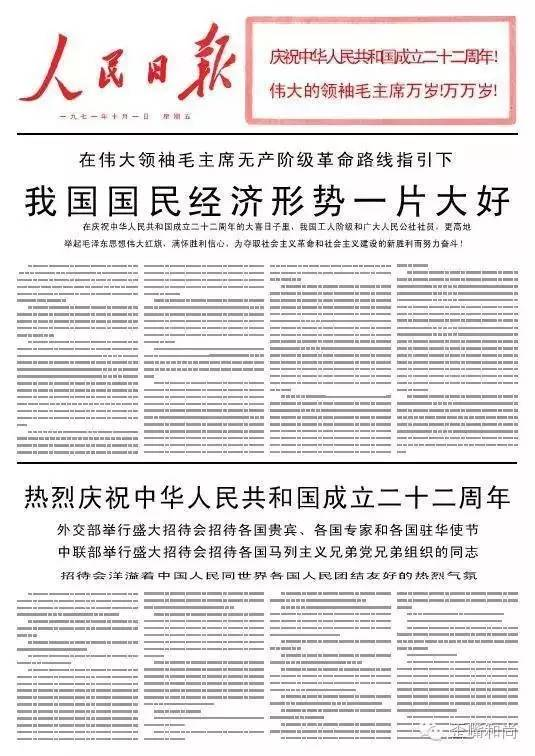 人民日报
一九七一年十月一日 星期五
庆祝中华人民共和国成立二十二周年！
伟大的领袖毛主席万岁！万万岁！
在伟大领袖毛主席无产阶级革命路线指引下
我国国民经济形势一片大好
在庆祝中华人民共和国成立二十二周年的大喜日子里，我国工人阶级和广大人民公社社员，更高地
举起毛泽东思想伟大红旗，满怀胜利信心，为夺取社会主义革命和社会主义建设的新胜利而努力奋斗！
热烈庆祝中华人民共和国成立二十二周年
外交部举行盛大招待会招待各国贵宾、各国专家和各国驻华使节
中联部举行盛大招待会招待各国马列主义兄弟党兄弟组织的同志
招待会洋溢着中国人民同世界各国人民团结友好的热烈气氛
歪嘴和尚